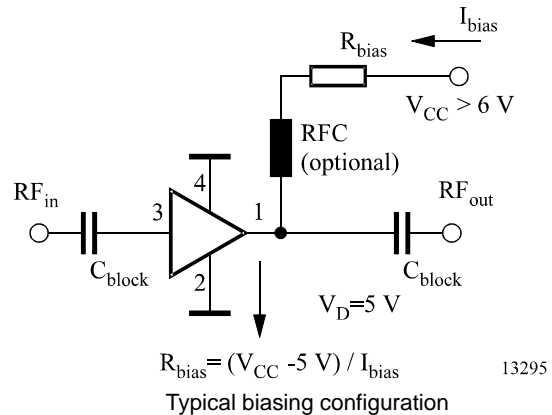 I_bias
R_bias
V_CC > 6 V
RFC
(optional)
RF_in
RF_out
4
3
1
C_block
2
C_block
V_D=5 V
R_bias= (V_CC -5 V) / I_bias
13295
Typical biasing configuration